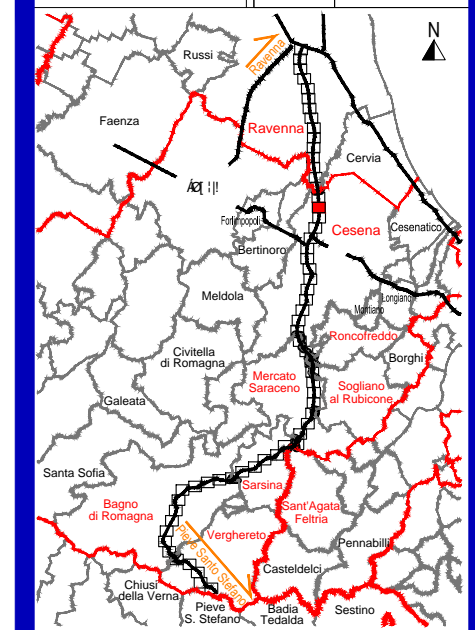 N
Russi
Ravenna
Faenza
Ravenna
Cervia
Forlimpopoli
Cesena
Cesenatico
Bertinoro
Meldola
Longiano
Montiano
Roncofreddo
Civitella
di Romagna
Borghi
Mercato
Saraceno
Sogliano
al Rubicone
Galeata
Santa Sofia
Sarsina
Bagno
di Romagna
Sant'Agata
Feltria
Verghereto
Pennabilli
Pieve Santo Stefano
Casteldelci
Chiusi
della Verna
Pieve
S. Stefano
Badia
Tedalda
Sestino